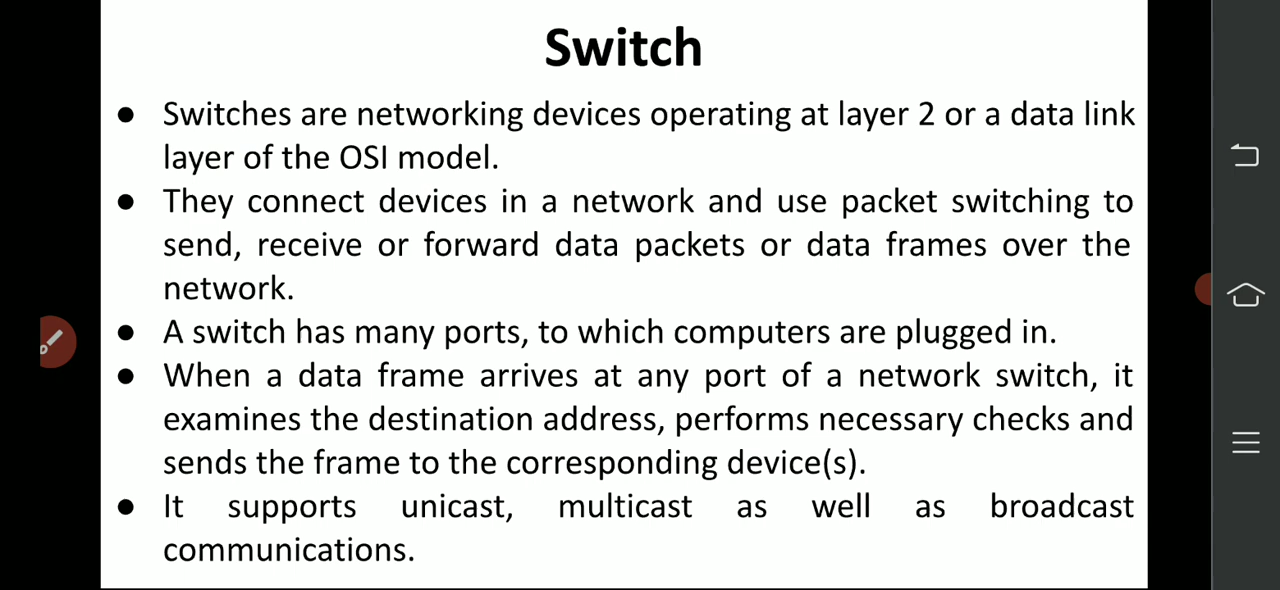 Switch
● Switches are networking devices operating at layer 2 or a data link
layer of the OSI model.
● They connect devices in a network and use packet switching to
send, receive or forward data packets or data frames over the
network.
● A switch has many ports, to which computers are plugged in.
● When a data frame arrives at any port of a network switch, it
examines the destination address, performs necessary checks and
sends the frame to the corresponding device(s).
● It supports unicast, multicast as well as broadcast
communications.